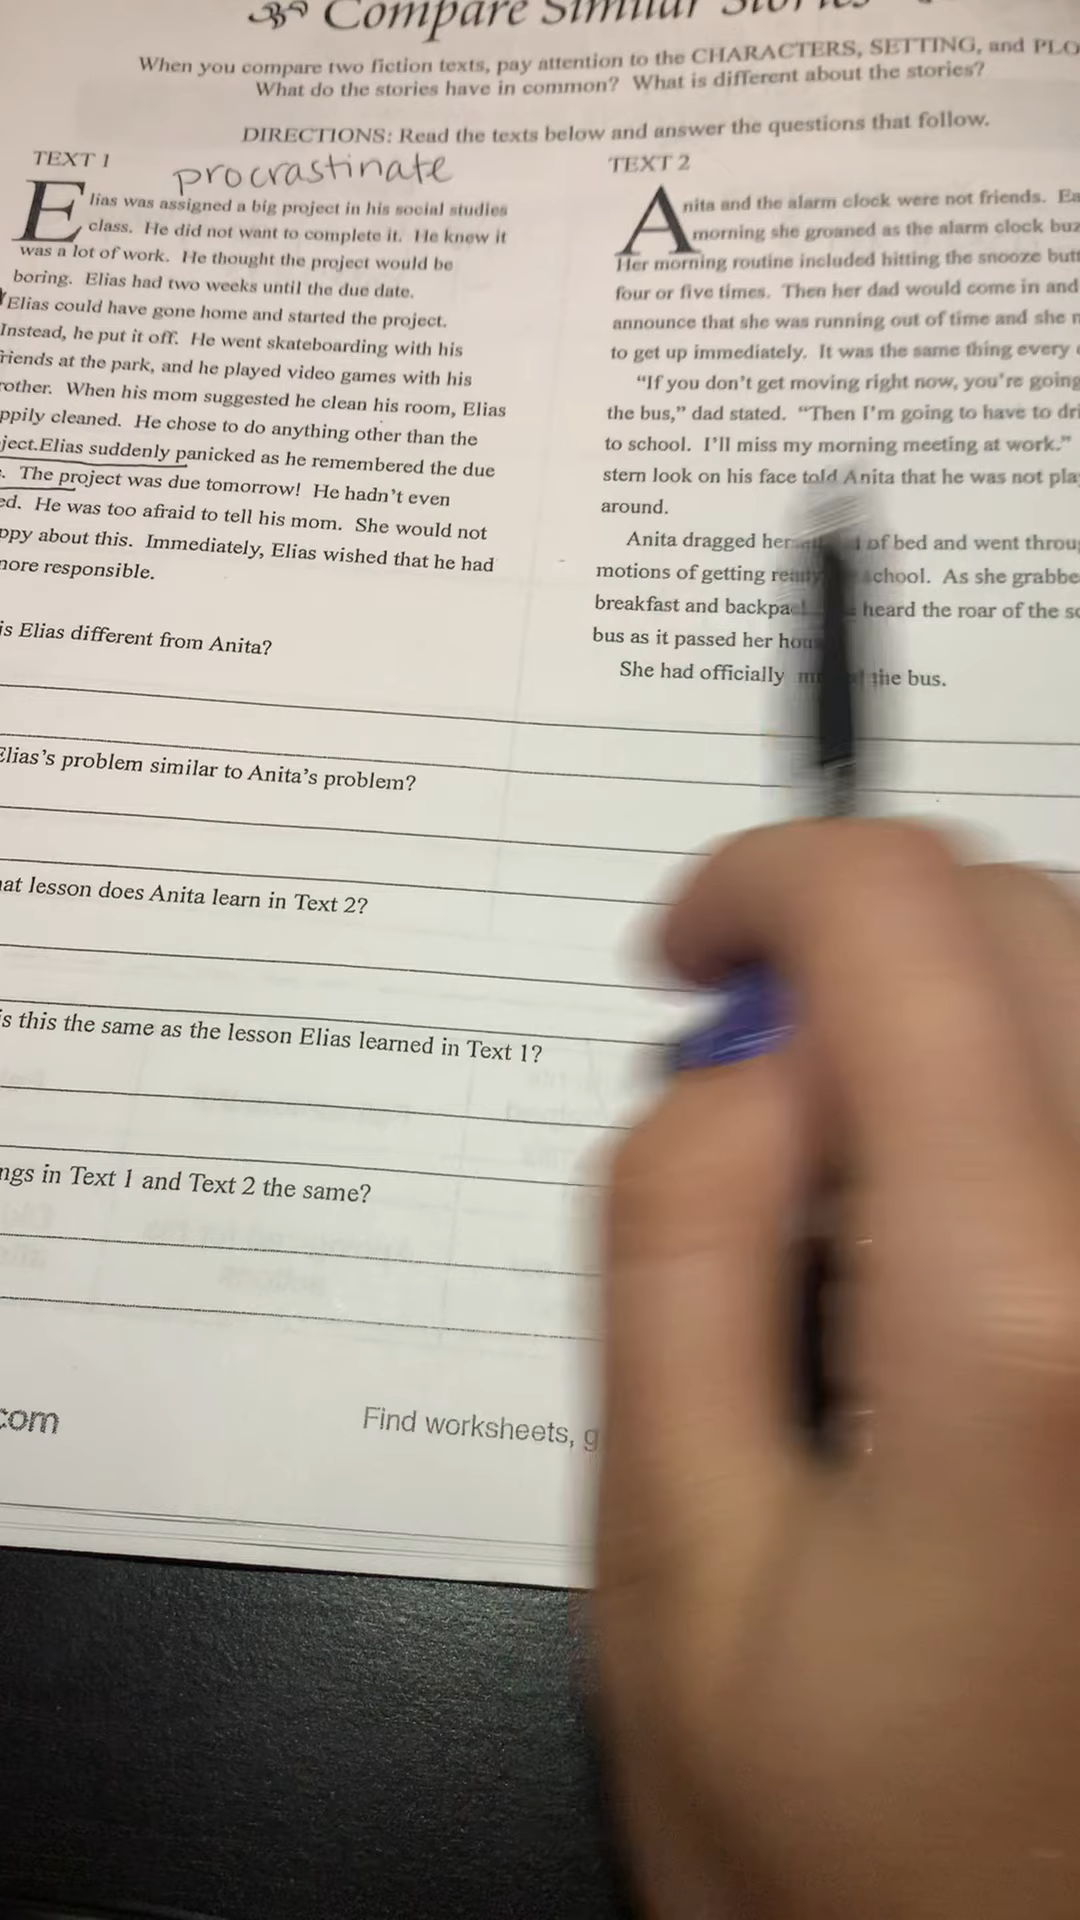 Compare Similar Stories
When you compare two fiction texts, pay attention to the CHARACTERS, SETTING, and PLO
What do the stories have in common? What is different about the stories?
DIRECTIONS: Read the texts below and answer the questions that follow.
TEXT 1
procrastinate
Elias was assigned a big project in his social studies
class. He did not want to complete it. He knew it
was a lot of work. He thought the project would be
boring. Elias had two weeks until the due date.
Elias could have gone home and started the project.
Instead, he put it off. He went skateboarding with his
riends at the park, and he played video games with his
rother. When his mom suggested he clean his room, Elias
ppily cleaned. He chose to do anything other than the
ject.Elias suddenly panicked as he remembered the due
. The project was due tomorrow! He hadn't even
ed. He was too afraid to tell his mom. She would not
ppy about this. Immediately, Elias wished that he had
more responsible.
TEXT 2
Anita and the alarm clock were not friends. Ea
morning she groaned as the alarm clock buz
Her morning routine included hitting the snooze butt
four or five times. Then her dad would come in and
announce that she was running out of time and she n
to get up immediately. It was the same thing every
"If you don't get moving right now, you're going
the bus," dad stated. "Then I'm going to have to dri
to school. I'll miss my morning meeting at work."
stern look on his face told Anita that he was not pla
around.
Anita dragged her of bed and went throu
motions of getting ready school. As she grabbe
breakfast and backpa heard the roar of the sc
bus as it passed her hou
She had officially the bus.
is Elias different from Anita?
Elias's problem similar to Anita's problem?
at lesson does Anita learn in Text 2?
s this the same as the lesson Elias learned in Text 1?
ngs in Text 1 and Text 2 the same?
com
Find worksheets, g